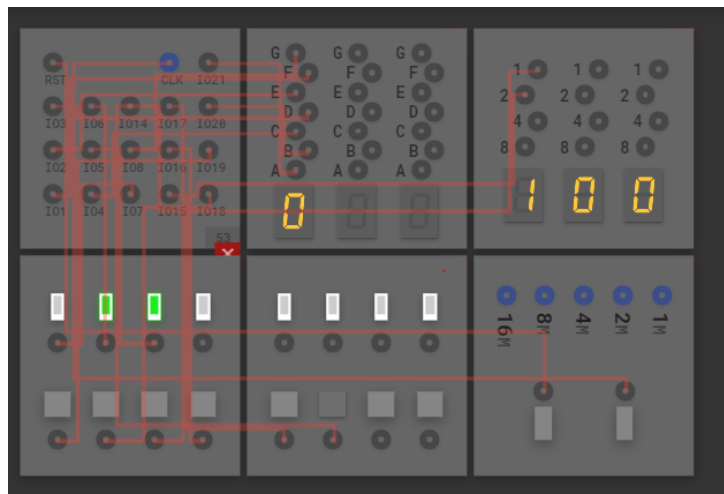 RST CLK IO21
IO3 IO6 IO14 IO17 IO20
IO2 IO5 IO8 IO16 IO19
IO1 IO4 IO7 IO15 IO18
53
G G G
F F F
E E E
D D D
C C C
B B B
A A A
0
1 1 1
2 2 2
4 4 4
8 8 8
1 0 0
16M 8M 4M 2M 1M